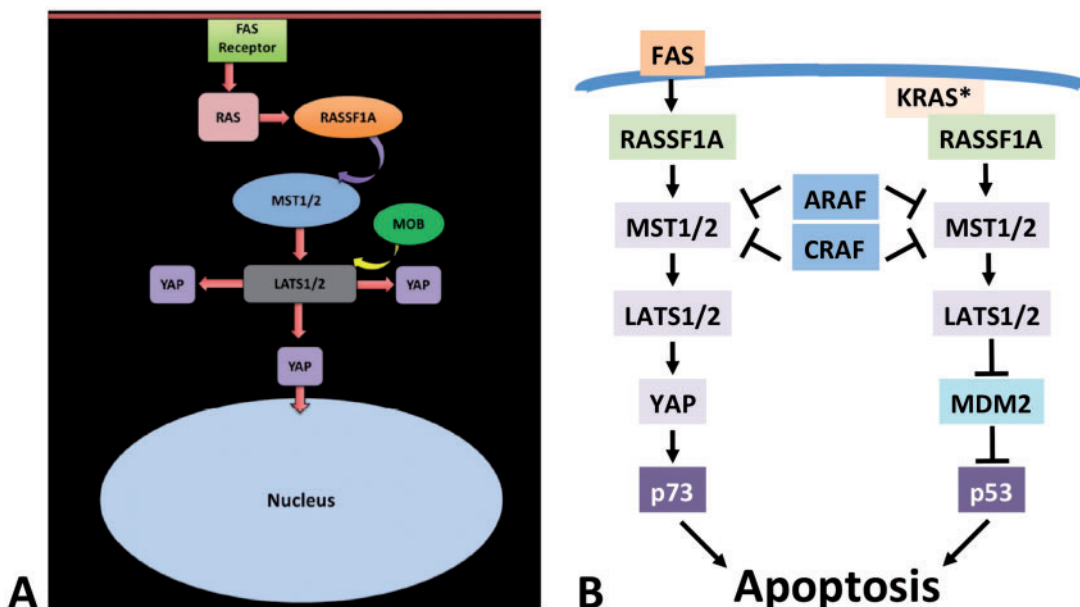 FAS
Receptor
RAS
RASSF1A
MST1/2
MOB
YAP
LATS1/2
YAP
YAP
Nucleus
A
FAS
KRAS*
RASSF1A
RASSF1A
ARAF
MST1/2
MST1/2
CRAF
LATS1/2
LATS1/2
YAP
MDM2
p73
p53
Apoptosis
B